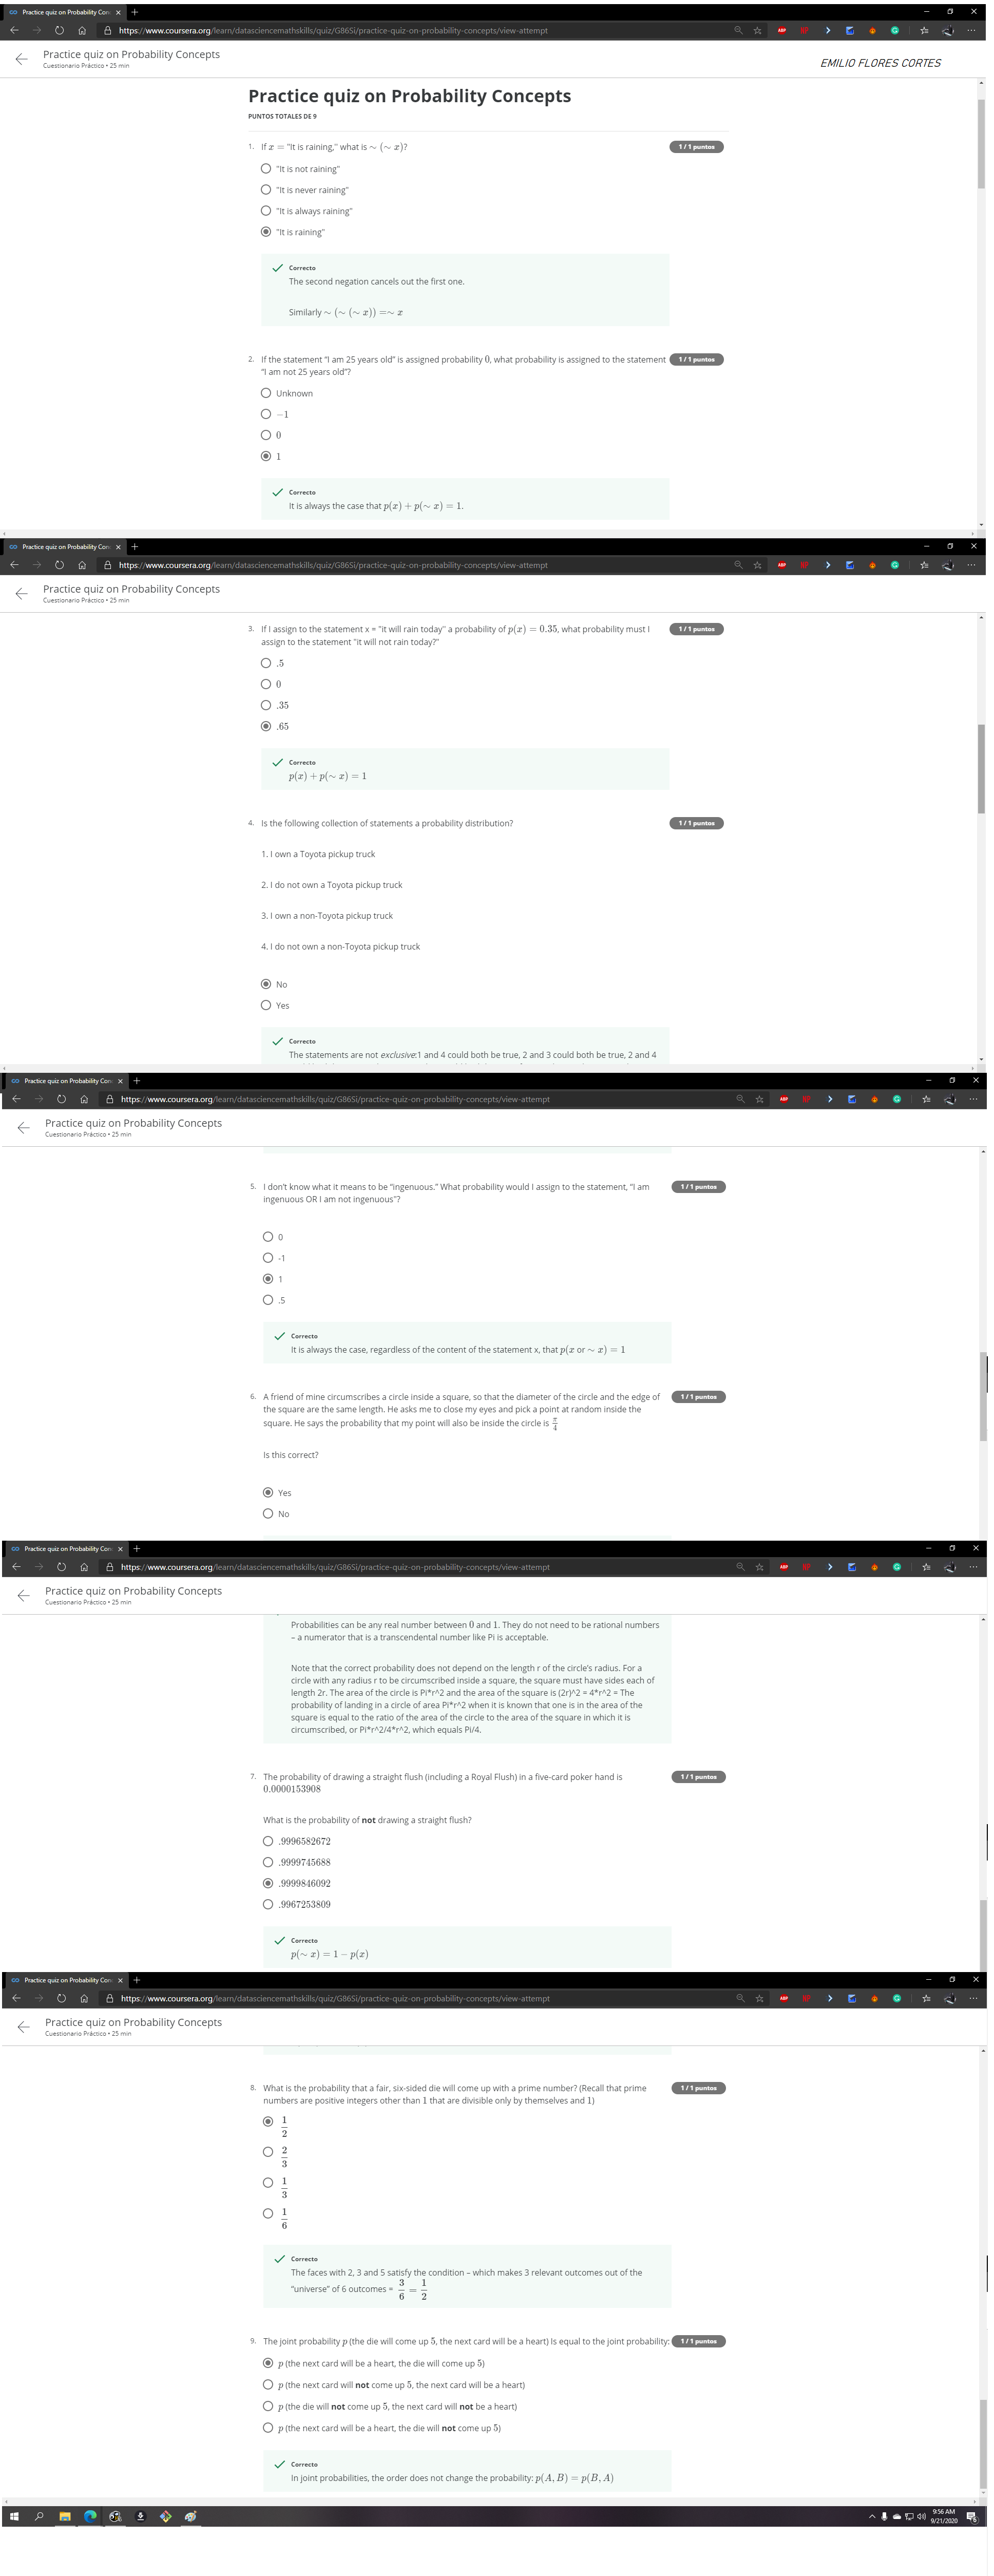 Practice quiz on Probability Con
https://www.coursera.org/learn/datasciencemathskills/quiz/G86Si/practice-quiz-on-probability-concepts/view-attempt
Practice quiz on Probability Concepts
Cuestionario Práctico • 25 min
EMILIO FLORES CORTES
Practice quiz on Probability Concepts
PUNTOS TOTALES DE 9
1. If x = "It is raining," what is ∼ (∼ x)?
1 / 1 puntos
"It is not raining"
"It is never raining"
"It is always raining"
"It is raining"
Correcto
The second negation cancels out the first one.
Similarly ∼ (∼ (∼ x)) =∼ x
2. If the statement "I am 25 years old" is assigned probability 0, what probability is assigned to the statement
"I am not 25 years old"?
1 / 1 puntos
Unknown
−1
0
1
Correcto
It is always the case that p(x) + p(∼ x) = 1.
Practice quiz on Probability Con
https://www.coursera.org/learn/datasciencemathskills/quiz/G86Si/practice-quiz-on-probability-concepts/view-attempt
Practice quiz on Probability Concepts
Cuestionario Práctico • 25 min
3. If I assign to the statement x = "it will rain today" a probability of p(x) = 0.35, what probability must I
assign to the statement "it will not rain today?"
1 / 1 puntos
.5
0
.35
.65
Correcto
p(x) + p(∼ x) = 1
4. Is the following collection of statements a probability distribution?
1 / 1 puntos
1. I own a Toyota pickup truck
2. I do not own a Toyota pickup truck
3. I own a non-Toyota pickup truck
4. I do not own a non-Toyota pickup truck
No
Yes
Correcto
The statements are not exclusive:1 and 4 could both be true, 2 and 3 could both be true, 2 and 4
Practice quiz on Probability Con
https://www.coursera.org/learn/datasciencemathskills/quiz/G86Si/practice-quiz-on-probability-concepts/view-attempt
Practice quiz on Probability Concepts
Cuestionario Práctico • 25 min
5. I don't know what it means to be "ingenuous." What probability would I assign to the statement, "I am
ingenuous OR I am not ingenuous"?
1 / 1 puntos
0
-1
1
.5
Correcto
It is always the case, regardless of the content of the statement x, that p(x or ∼ x) = 1
6. A friend of mine circumscribes a circle inside a square, so that the diameter of the circle and the edge of
the square are the same length. He asks me to close my eyes and pick a point at random inside the
square. He says the probability that my point will also be inside the circle is π/4
1 / 1 puntos
Is this correct?
Yes
No
Practice quiz on Probability Con
https://www.coursera.org/learn/datasciencemathskills/quiz/G86Si/practice-quiz-on-probability-concepts/view-attempt
Practice quiz on Probability Concepts
Cuestionario Práctico • 25 min
Probabilities can be any real number between 0 and 1. They do not need to be rational numbers
– a numerator that is a transcendental number like Pi is acceptable.
Note that the correct probability does not depend on the length r of the circle's radius. For a
circle with any radius r to be circumscribed inside a square, the square must have sides each of
length 2r. The area of the circle is Pi*r^2 and the area of the square is (2r)^2 = 4*r^2 = The
probability of landing in a circle of area Pi*r^2 when it is known that one is in the area of the
square is equal to the ratio of the area of the circle to the area of the square in which it is
circumscribed, or Pi*r^2/4*r^2, which equals Pi/4.
7. The probability of drawing a straight flush (including a Royal Flush) in a five-card poker hand is
0.0000153908
1 / 1 puntos
What is the probability of not drawing a straight flush?
.9996582672
.9999745688
.9999846092
.9967253809
Correcto
p(∼ x) = 1 − p(x)
Practice quiz on Probability Con
https://www.coursera.org/learn/datasciencemathskills/quiz/G86Si/practice-quiz-on-probability-concepts/view-attempt
Practice quiz on Probability Concepts
Cuestionario Práctico • 25 min
8. What is the probability that a fair, six-sided die will come up with a prime number? (Recall that prime
numbers are positive integers other than 1 that are divisible only by themselves and 1)
1 / 1 puntos
1/2
2/3
1/3
1/6
Correcto
The faces with 2, 3 and 5 satisfy the condition – which makes 3 relevant outcomes out of the
"universe" of 6 outcomes = 3/6 = 1/2
9. The joint probability p (the die will come up 5, the next card will be a heart) Is equal to the joint probability:
1 / 1 puntos
p (the next card will be a heart, the die will come up 5)
p (the next card will not come up 5, the next card will be a heart)
p (the die will not come up 5, the next card will not be a heart)
p (the next card will be a heart, the die will not come up 5)
Correcto
In joint probabilities, the order does not change the probability: p(A, B) = p(B, A)
9:56 AM
9/21/2020